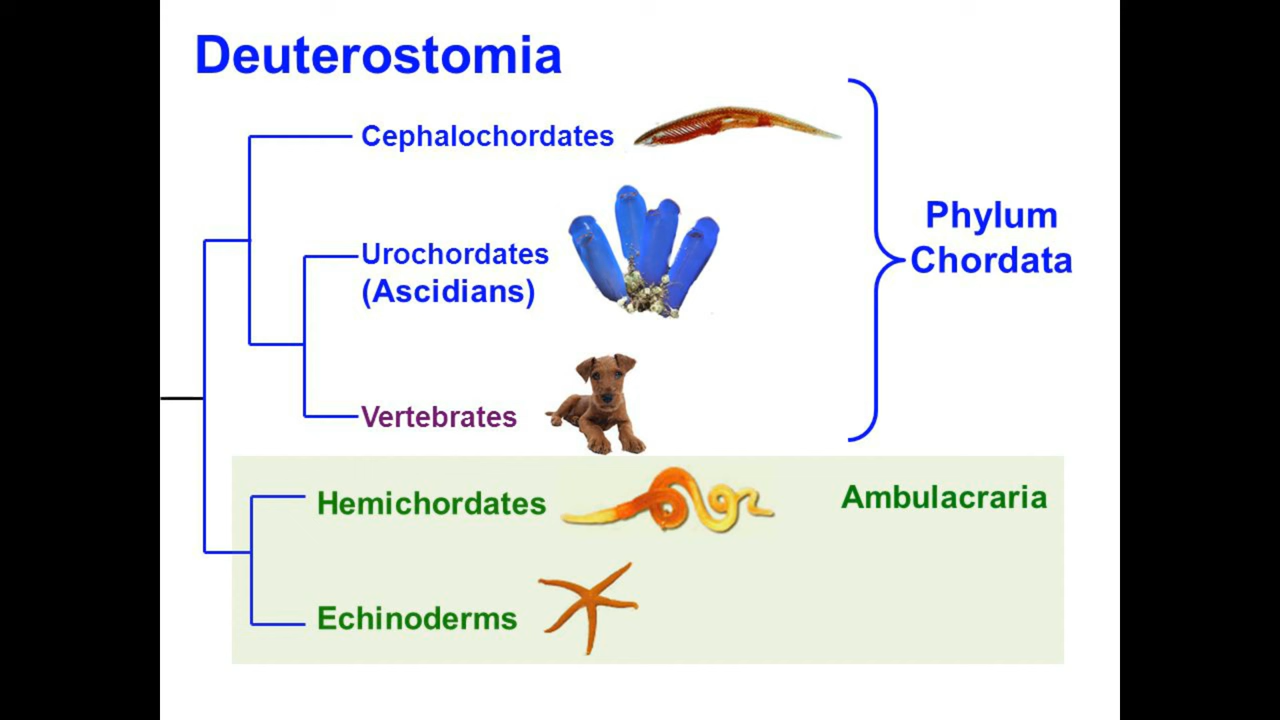 Deuterostomia
Cephalochordates
Urochordates
(Ascidians)
Vertebrates
Phylum
Chordata
Hemichordates
Ambulacraria
Echinoderms